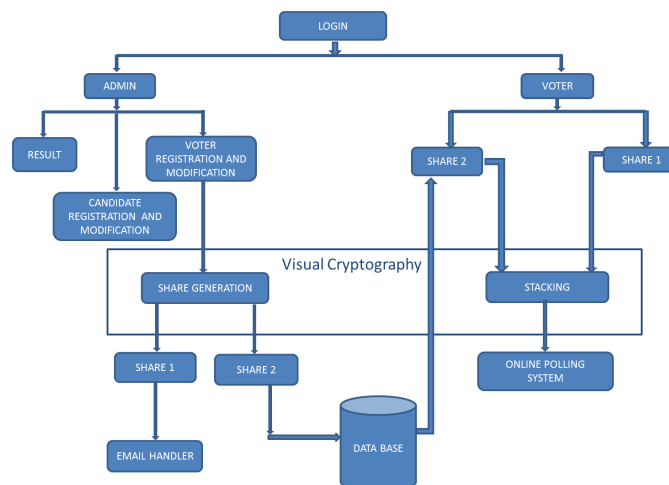 LOGIN
ADMIN
VOTER
RESULT
VOTER
REGISTRATION AND
MODIFICATION
SHARE 2
SHARE 1
CANDIDATE
REGISTRATION AND
MODIFICATION
Visual Cryptography
SHARE GENERATION
STACKING
SHARE 1
SHARE 2
ONLINE POLLING
SYSTEM
EMAIL HANDLER
DATA BASE